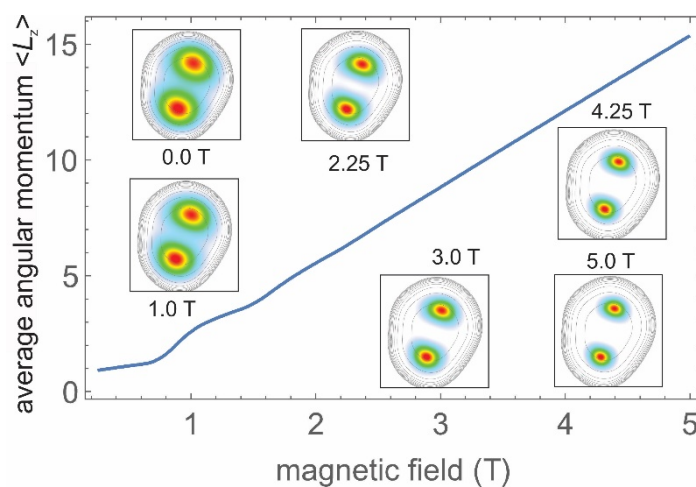 average angular momentum <L_z>
15
10
5
0
0.0 T
2.25 T
4.25 T
1.0 T
3.0 T
5.0 T
1
2
3
4
5
magnetic field (T)